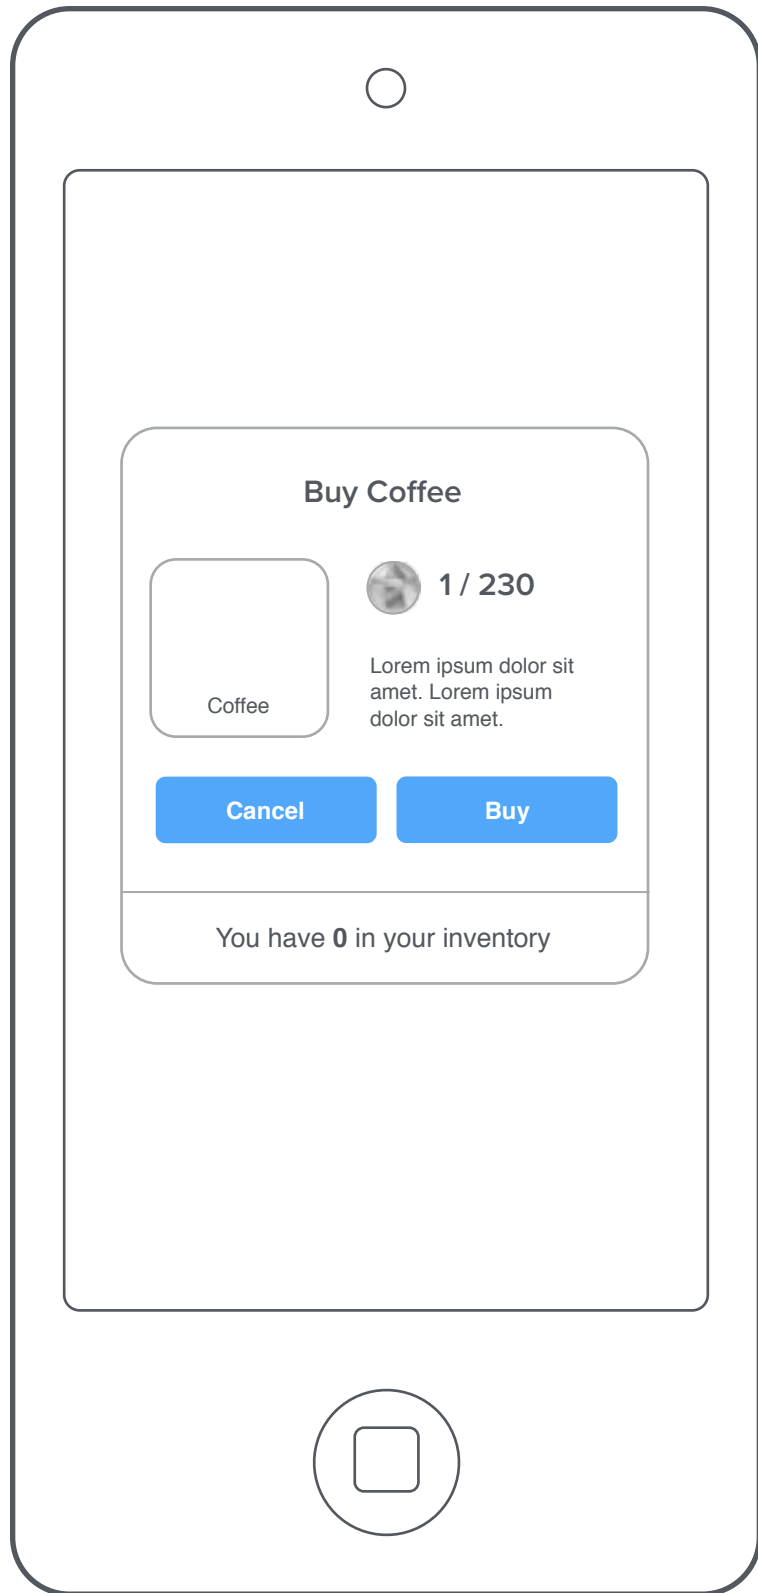 Buy Coffee
1 / 230
Lorem ipsum dolor sit
amet. Lorem ipsum
dolor sit amet.
Coffee
Cancel
Buy
You have 0 in your inventory